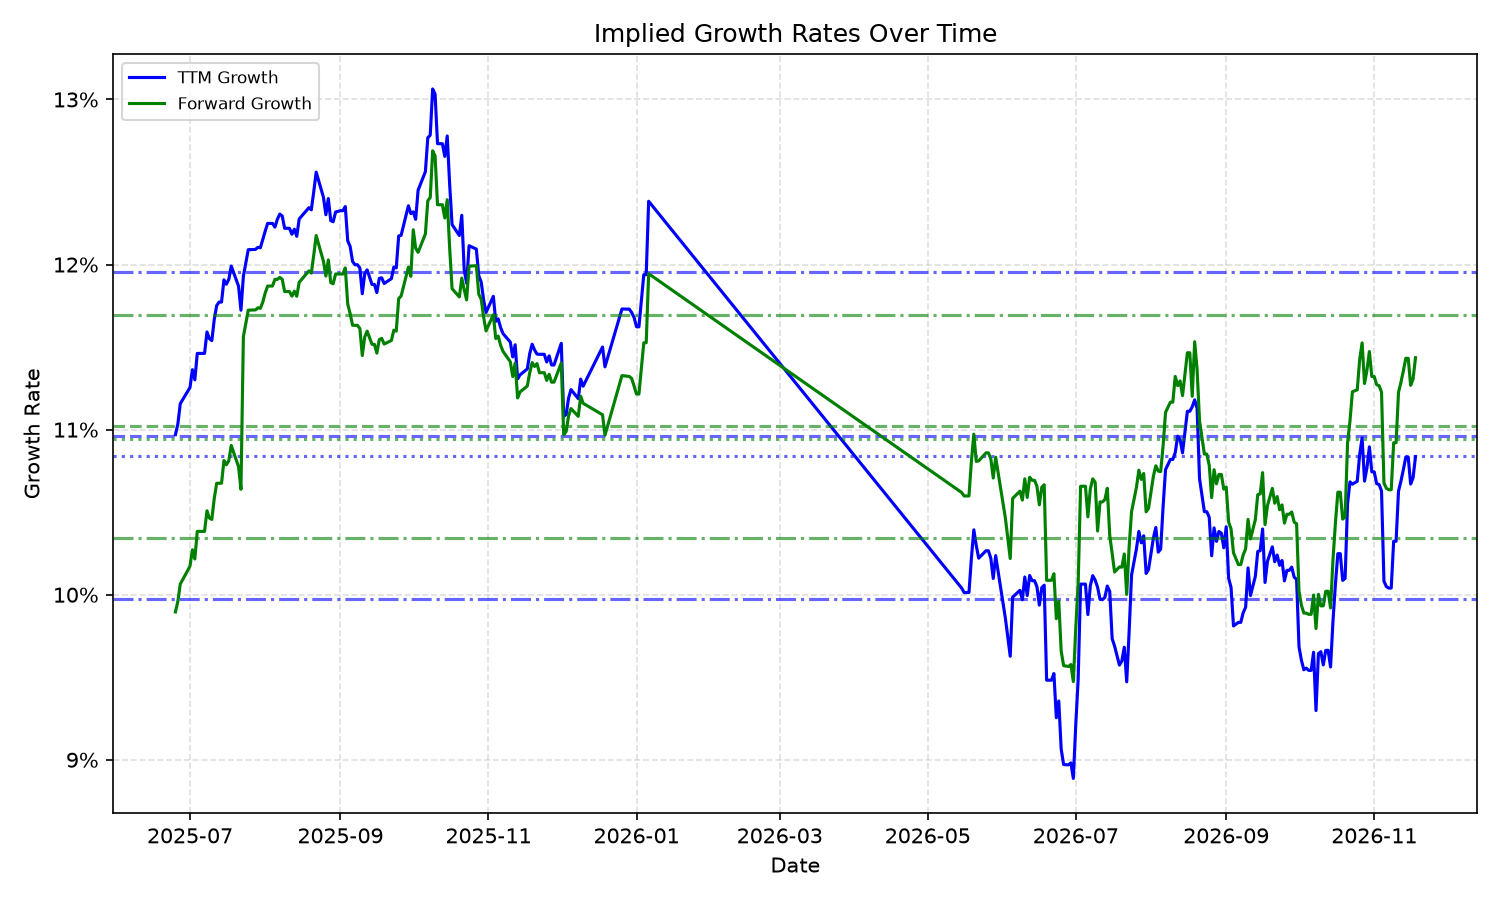 Implied Growth Rates Over Time
TTM Growth
Forward Growth
13%
12%
11%
10%
9%
Growth Rate
2025-07
2025-09
2025-11
2026-01
2026-03
2026-05
2026-07
2026-09
2026-11
Date